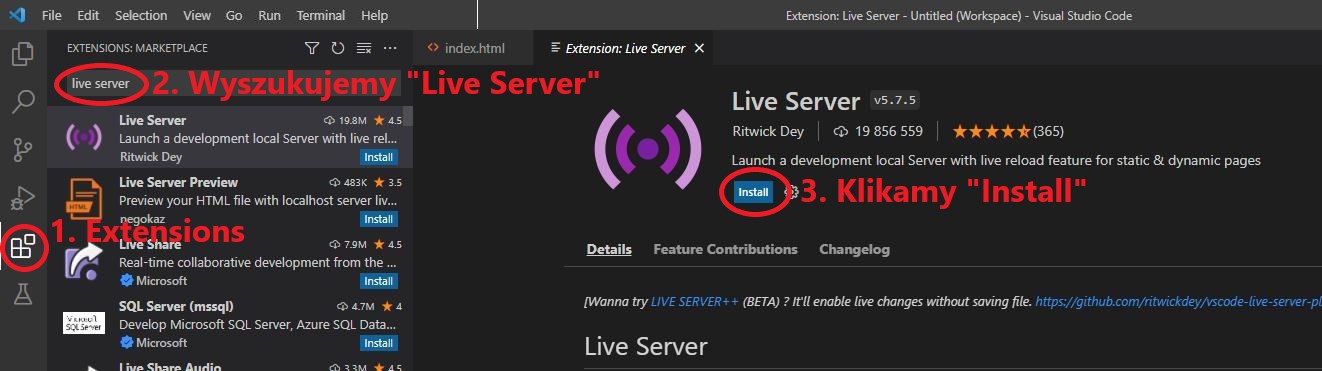 File Edit Selection View Go Run Terminal Help
Extension: Live Server - Untitled (Workspace) - Visual Studio Code
EXTENSIONS: MARKETPLACE
live server
2. Wyszukujemy "Live Server"
Live Server 19.8M 4.5
Launch a development local Server with live rel...
Ritwick Dey Install
Live Server Preview 483K 3.5
Preview your HTML file with localhost server liv...
negokaz Install
1. Extensions
Live Share 7.9M 4.5
Real-time collaborative development from the ...
Microsoft Install
SQL Server (mssql) 4.7M 4
Develop Microsoft SQL Server, Azure SQL Data...
Microsoft Install
Live Share Audio 3.3M 4.5
HTML
Microsoft
SQL Server
index.html
Extension: Live Server
Live Server v5.7.5
Ritwick Dey 19 856 559 (365)
Launch a development local Server with live reload feature for static & dynamic pages
Install
3. Klikamy "Install"
Details Feature Contributions Changelog
[Wanna try LIVE SERVER++ (BETA) ? It'll enable live changes without saving file. https://github.com/ritwickdey/vscode-live-server-pl
Live Server